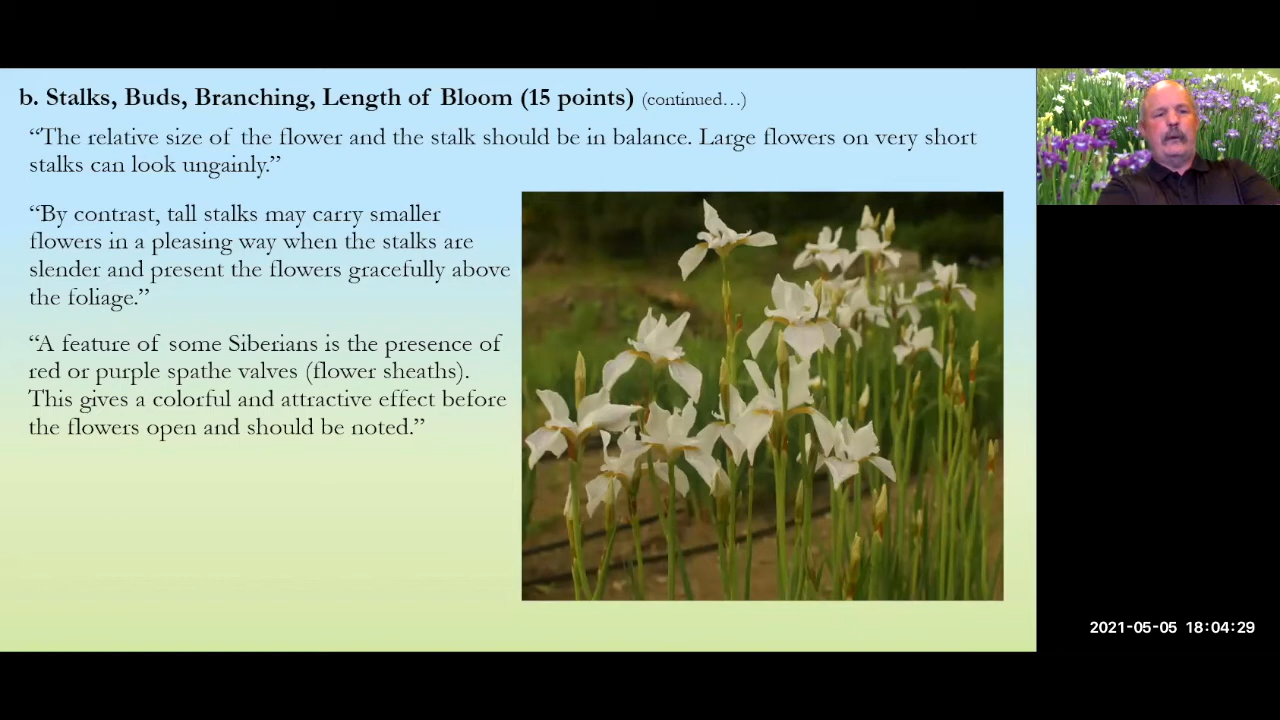 b. Stalks, Buds, Branching, Length of Bloom (15 points) (continued…)
“The relative size of the flower and the stalk should be in balance. Large flowers on very short
stalks can look ungainly.”
“By contrast, tall stalks may carry smaller
flowers in a pleasing way when the stalks are
slender and present the flowers gracefully above
the foliage.”
“A feature of some Siberians is the presence of
red or purple spathe valves (flower sheaths).
This gives a colorful and attractive effect before
the flowers open and should be noted.”
2021-05-05 18:04:29